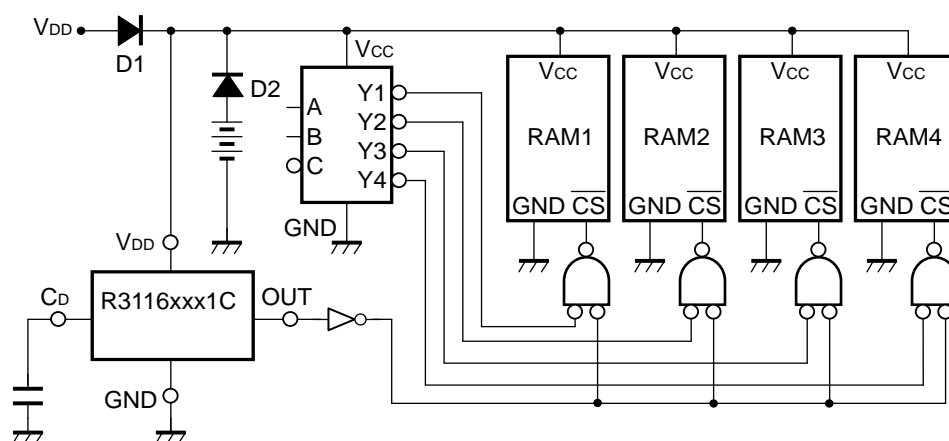 VDD
D1
D2
VCC
A
B
C
Y1
Y2
Y3
Y4
GND
VCC
RAM1
GND CS
VCC
RAM2
GND CS
VCC
RAM3
GND CS
VCC
RAM4
GND CS
VDD
CD
R3116xxx1C
OUT
GND